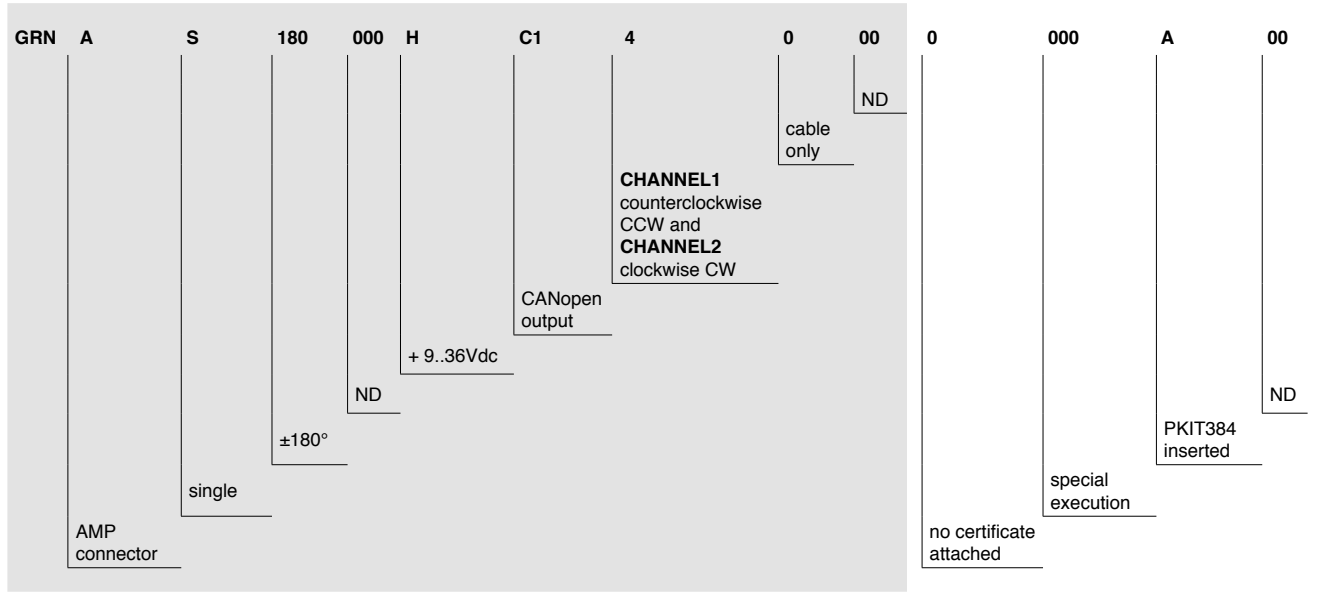 GRN A S 180 000 H C1 4 0 00 0 000 A 00
ND
cable
only
CHANNEL1
counterclockwise
CCW and
CHANNEL2
clockwise CW
CANopen
output
+ 9..36Vdc
ND
ND
±180°
PKIT384
inserted
single
special
execution
AMP
connector
no certificate
attached